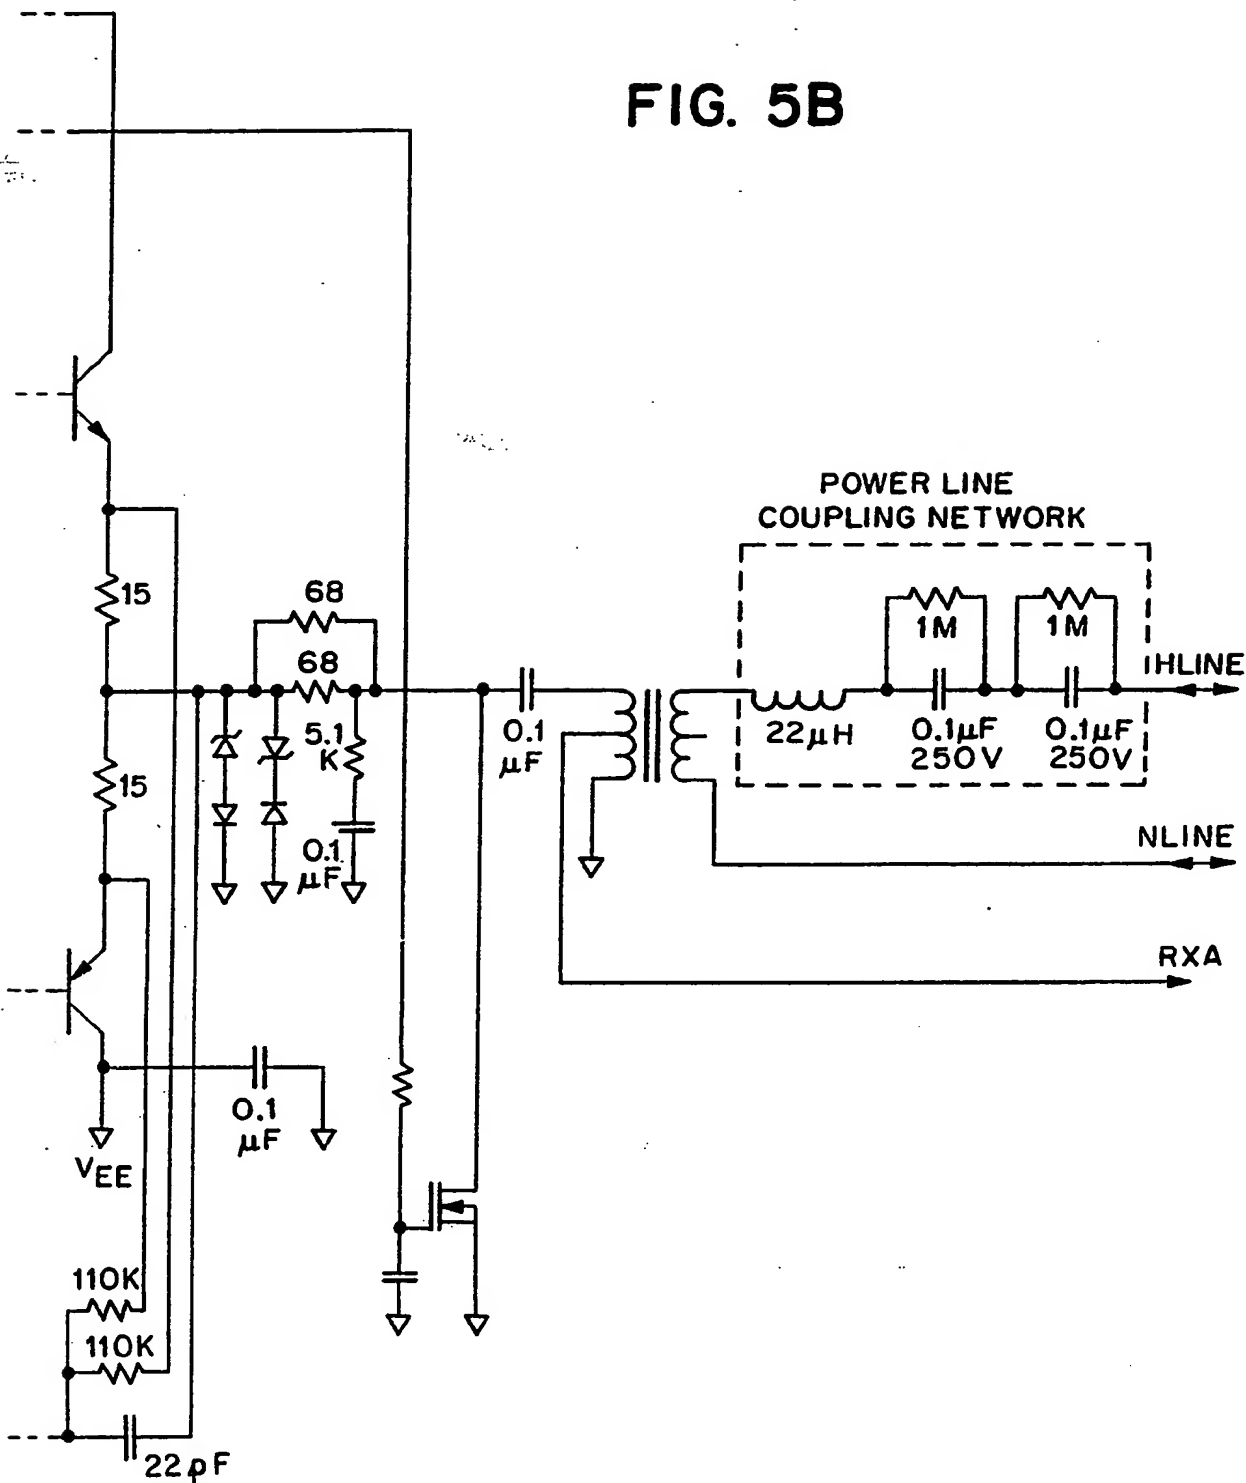 FIG. 5B
POWER LINE
COUPLING NETWORK
15
68
1M
1M
68
HLINE
5.1
K
0.1
μF
22μH
0.1μF
250V
0.1μF
250V
15
0.1
μF
NLINE
RXA
0.1
μF
VEE
110K
110K
22pF